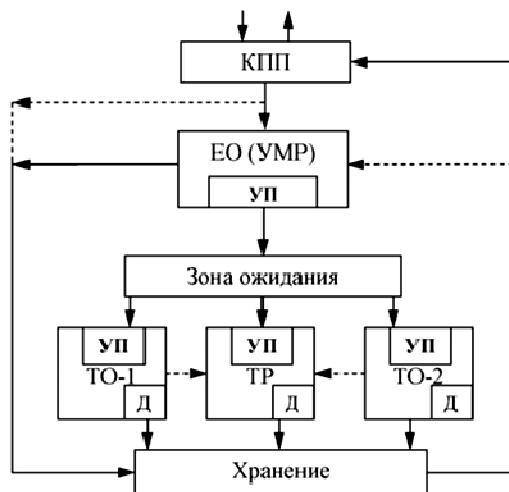 КПП
ЕО (УМР)
УП
Зона ожидания
УП
УП
УП
ТО-1
ТР
ТО-2
Д
Д
Д
Хранение